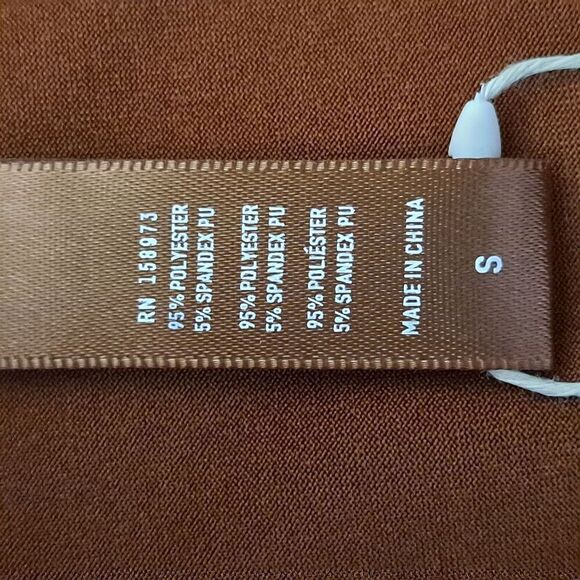 RN 158973
95% POLYESTER
5% SPANDEX PU
95% POLYESTER
5% SPANDEX PU
95% POLIÉSTER
5% SPANDEX PU
MADE IN CHINA
S